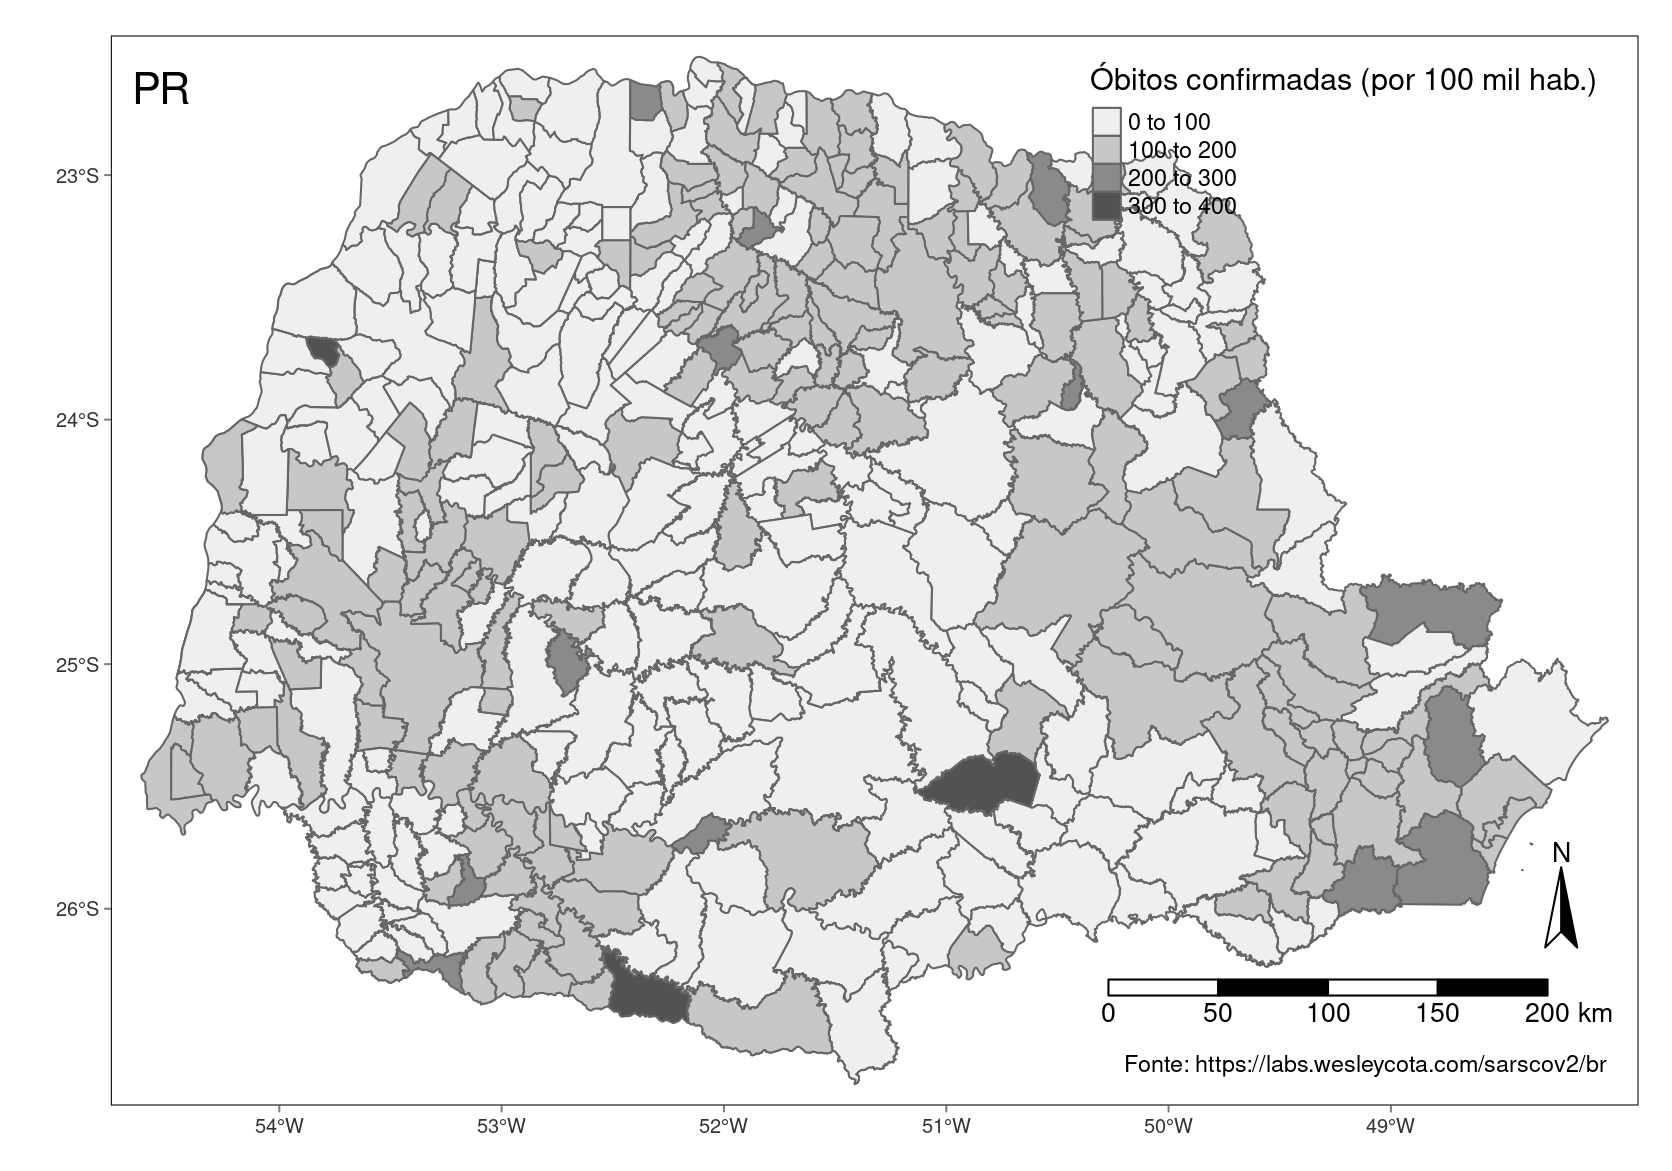 PR
Óbitos confirmadas (por 100 mil hab.)
0 to 100
100 to 200
200 to 300
300 to 400
23°S
24°S
25°S
26°S
N
0 50 100 150 200 km
Fonte: https://labs.wesleycota.com/sarscov2/br
54°W 53°W 52°W 51°W 50°W 49°W